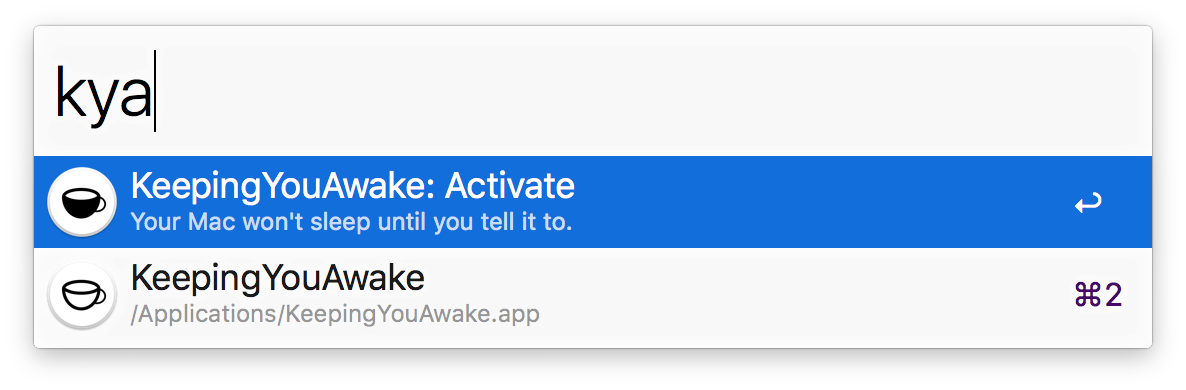 kya
KeepingYouAwake: Activate
Your Mac won't sleep until you tell it to.
↩
KeepingYouAwake
/Applications/KeepingYouAwake.app
⌘2